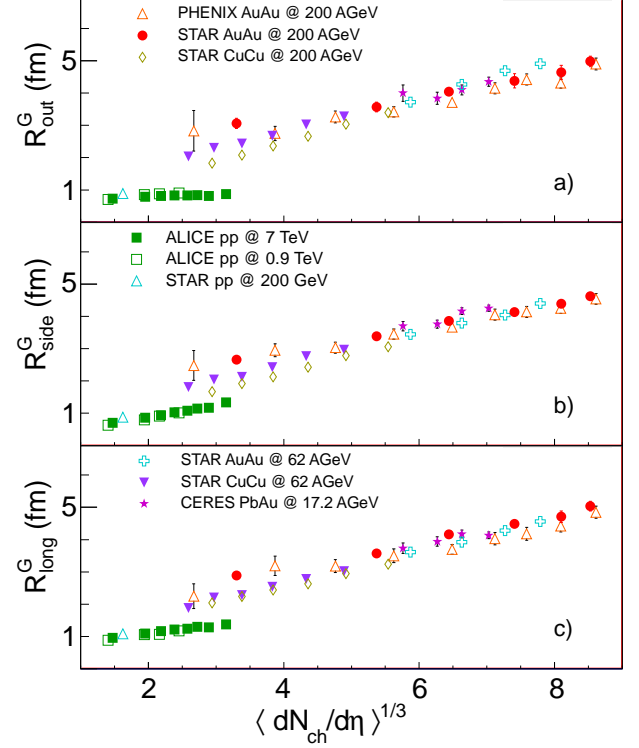 PHENIX AuAu @ 200 AGeV
STAR AuAu @ 200 AGeV
STAR CuCu @ 200 AGeV
R^G_out (fm)
5
1
a)
ALICE pp @ 7 TeV
ALICE pp @ 0.9 TeV
STAR pp @ 200 GeV
R^G_side (fm)
5
1
b)
STAR AuAu @ 62 AGeV
STAR CuCu @ 62 AGeV
CERES PbAu @ 17.2 AGeV
R^G_long (fm)
5
1
c)
2 4 6 8
⟨ dN_ch/dη ⟩^1/3